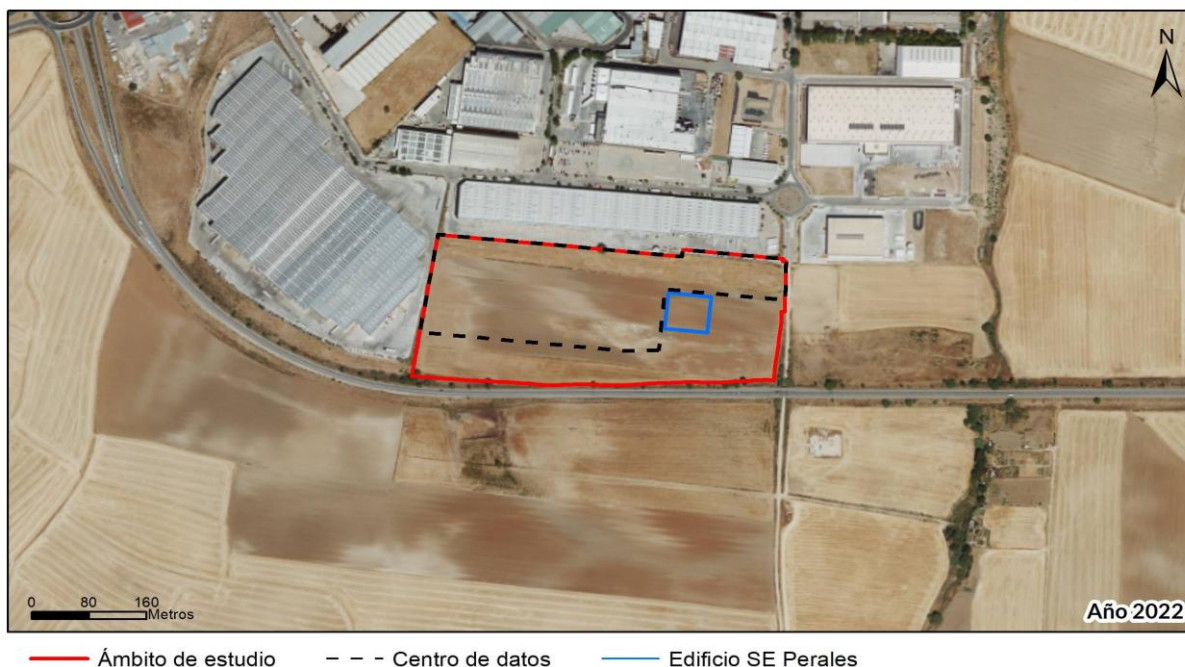 N
0 80 160
Metros
Año 2022
Ámbito de estudio Centro de datos Edificio SE Perales